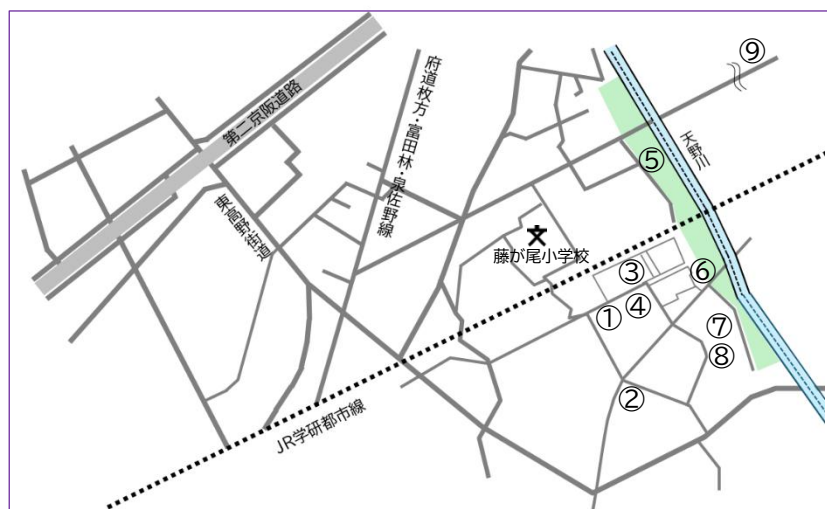 ⑨
第二京阪道路
府道枚方・富田林・泉佐野線
天野川
⑤
東高野街道
藤が尾小学校
③
⑥
①
④
⑦
⑧
②
JR学研都市線